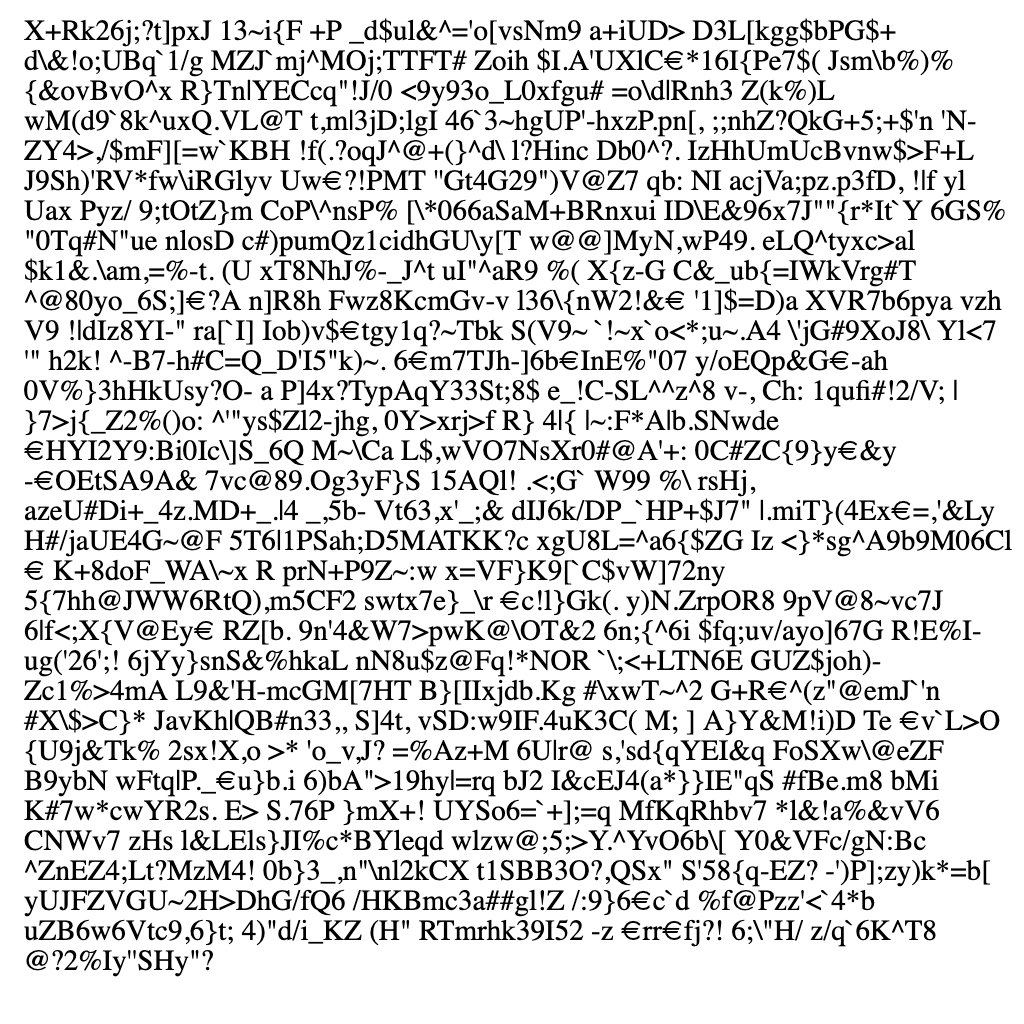 X+Rk26j;?t]pxJ 13~i{F +P _d$ul&^='o[vsNm9 a+iUD> D3L[kgg$bPG$+
d\&!o;UBq`1/g MZJ`mj^MOj;TTFT# Zoih $I.A'UXlC€*16I{Pe7$( Jsm\b%)%
{&ovBvO^x R}Tn|YECcq"!J/0 <9y93o_L0xfgu# =o\d|Rnh3 Z(k%)L
wM(d9`8k^uxQ.VL@T t,m|3jD;lgI 46`3~hgUP'-hxzP.pn[, ;;nhZ?QkG+5;+$'n 'N-
ZY4>,/$mF][=w`KBH !f(.?oqJ^@+(}^d\ l?Hinc Db0^?. IzHhUmUcBvnw$>F+L
J9Sh)'RV*fw\iRGlyv Uw€?!PMT "Gt4G29")V@Z7 qb: NI acjVa;pz.p3fD, !|f yl
Uax Pyz/ 9;tOtZ}m CoP\^nsP% [\*066aSaM+BRnxui ID\E&96x7J""{r*It`Y 6GS%
"0Tq#N"ue nlosD c#)pumQz1cidhGU\y[T w@@]MyN,wP49. eLQ^tyxc>al
$k1&.\am,=%-t. (U xT8NhJ%-_J^t uI"^aR9 %( X{z-G C&_ub{=IWkVrg#T
^@80yo_6S;]€?A n]R8h Fwz8KcmGv-v l36\{nW2!&€ '1]$=D)a XVR7b6pya vzh
V9 !ldIz8YI-" ra[`I] Iob)v$€tgy1q?~Tbk S(V9~ `!~x`o<*;u~.A4 \'jG#9XoJ8\ Yl<7
'" h2k! ^-B7-h#C=Q_D'I5"k)~. 6€m7TJh-]6b€InE%"07 y/oEQp&G€-ah
0V%}3hHkUsy?O- a P]4x?TypAqY33St;8$ e_!C-SL^^z^8 v-, Ch: 1qufi#!2/V; |
}7>j{_Z2%()o: ^'"ys$Zl2-jhg, 0Y>xrj>f R} 4|{ |~:F*A|b.SNwde
€HYI2Y9:Bi0Ic\]S_6Q M~\Ca L$,wVO7NsXr0#@A'+: 0C#ZC{9}y€&y
-€OEtSA9A& 7vc@89.Og3yF}S 15AQl! .<;G` W99 %\ rsHj,
azeU#Di+_4z.MD+_.|4 _,5b- Vt63,x'_;& dIJ6k/DP_`HP+$J7" |.miT}(4Ex€=,'&Ly
H#/jaUE4G~@F 5T6|1PSah;D5MATKK?c xgU8L=^a6{$ZG Iz <}*sg^A9b9M06Cl
€ K+8doF_WA\~x R prN+P9Z~:w x=VF}K9[`C$vW]72ny
5{7hh@JWW6RtQ),m5CF2 swtx7e}_\r €c!l}Gk(. y)N.ZrpOR8 9pV@8~vc7J
6lf<;X{V@Ey€ RZ[b. 9n'4&W7>pwK@\OT&2 6n;{^6i $fq;uv/ayo]67G R!E%I-
ug('26';! 6jYy}snS&%hkaL nN8u$z@Fq!*NOR `\;<+LTN6E GUZ$joh)-
Zc1%>4mA L9&'H-mcGM[7HT B}[IIxjdb.Kg #\xwT~^2 G+R€^(z"@emJ`'n
#X\$>C}* JavKh|QB#n33,, S]4t, vSD:w9IF.4uK3C( M; ] A}Y&M!i)D Te €v`L>O
{U9j&Tk% 2sx!X,o >* 'o_v,J? =%Az+M 6U|r@ s,'sd{qYEI&q FoSXw\@eZF
B9ybN wFtq|P._€u}b.i 6)bA">19hy|=rq bJ2 I&cEJ4(a*}}IE"qS #fBe.m8 bMi
K#7w*cwYR2s. E> S.76P }mX+! UYSo6=`+];=q MfKqRhbv7 *l&!a%&vV6
CNWv7 zHs l&LEls}JI%c*BYleqd wlzw@;5;>Y.^YvO6b\[ Y0&VFc/gN:Bc
^ZnEZ4;Lt?MzM4! 0b}3_,n"\nl2kCX t1SBB3O?,QSx" S'58{q-EZ? -')P];zy)k*=b[
yUJFZVGU~2H>DhG/fQ6 /HKBmc3a##gl!Z /:9}6€c`d %f@Pzz'<`4*b
uZB6w6Vtc9,6}t; 4)"d/i_KZ (H" RTmrhk39I52 -z €rr€fj?! 6;\"H/ z/q`6K^T8
@?2%Iy"SHy"?